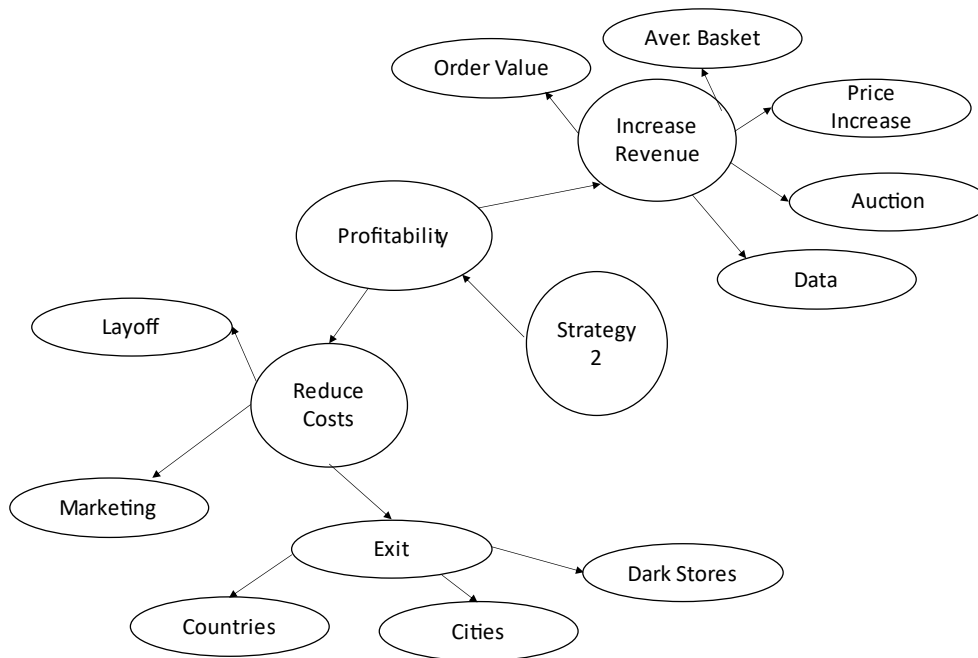 Aver. Basket
Order Value
Price
Increase
Increase
Revenue
Auction
Profitability
Data
Layoff
Strategy
2
Reduce
Costs
Marketing
Exit
Dark Stores
Countries
Cities